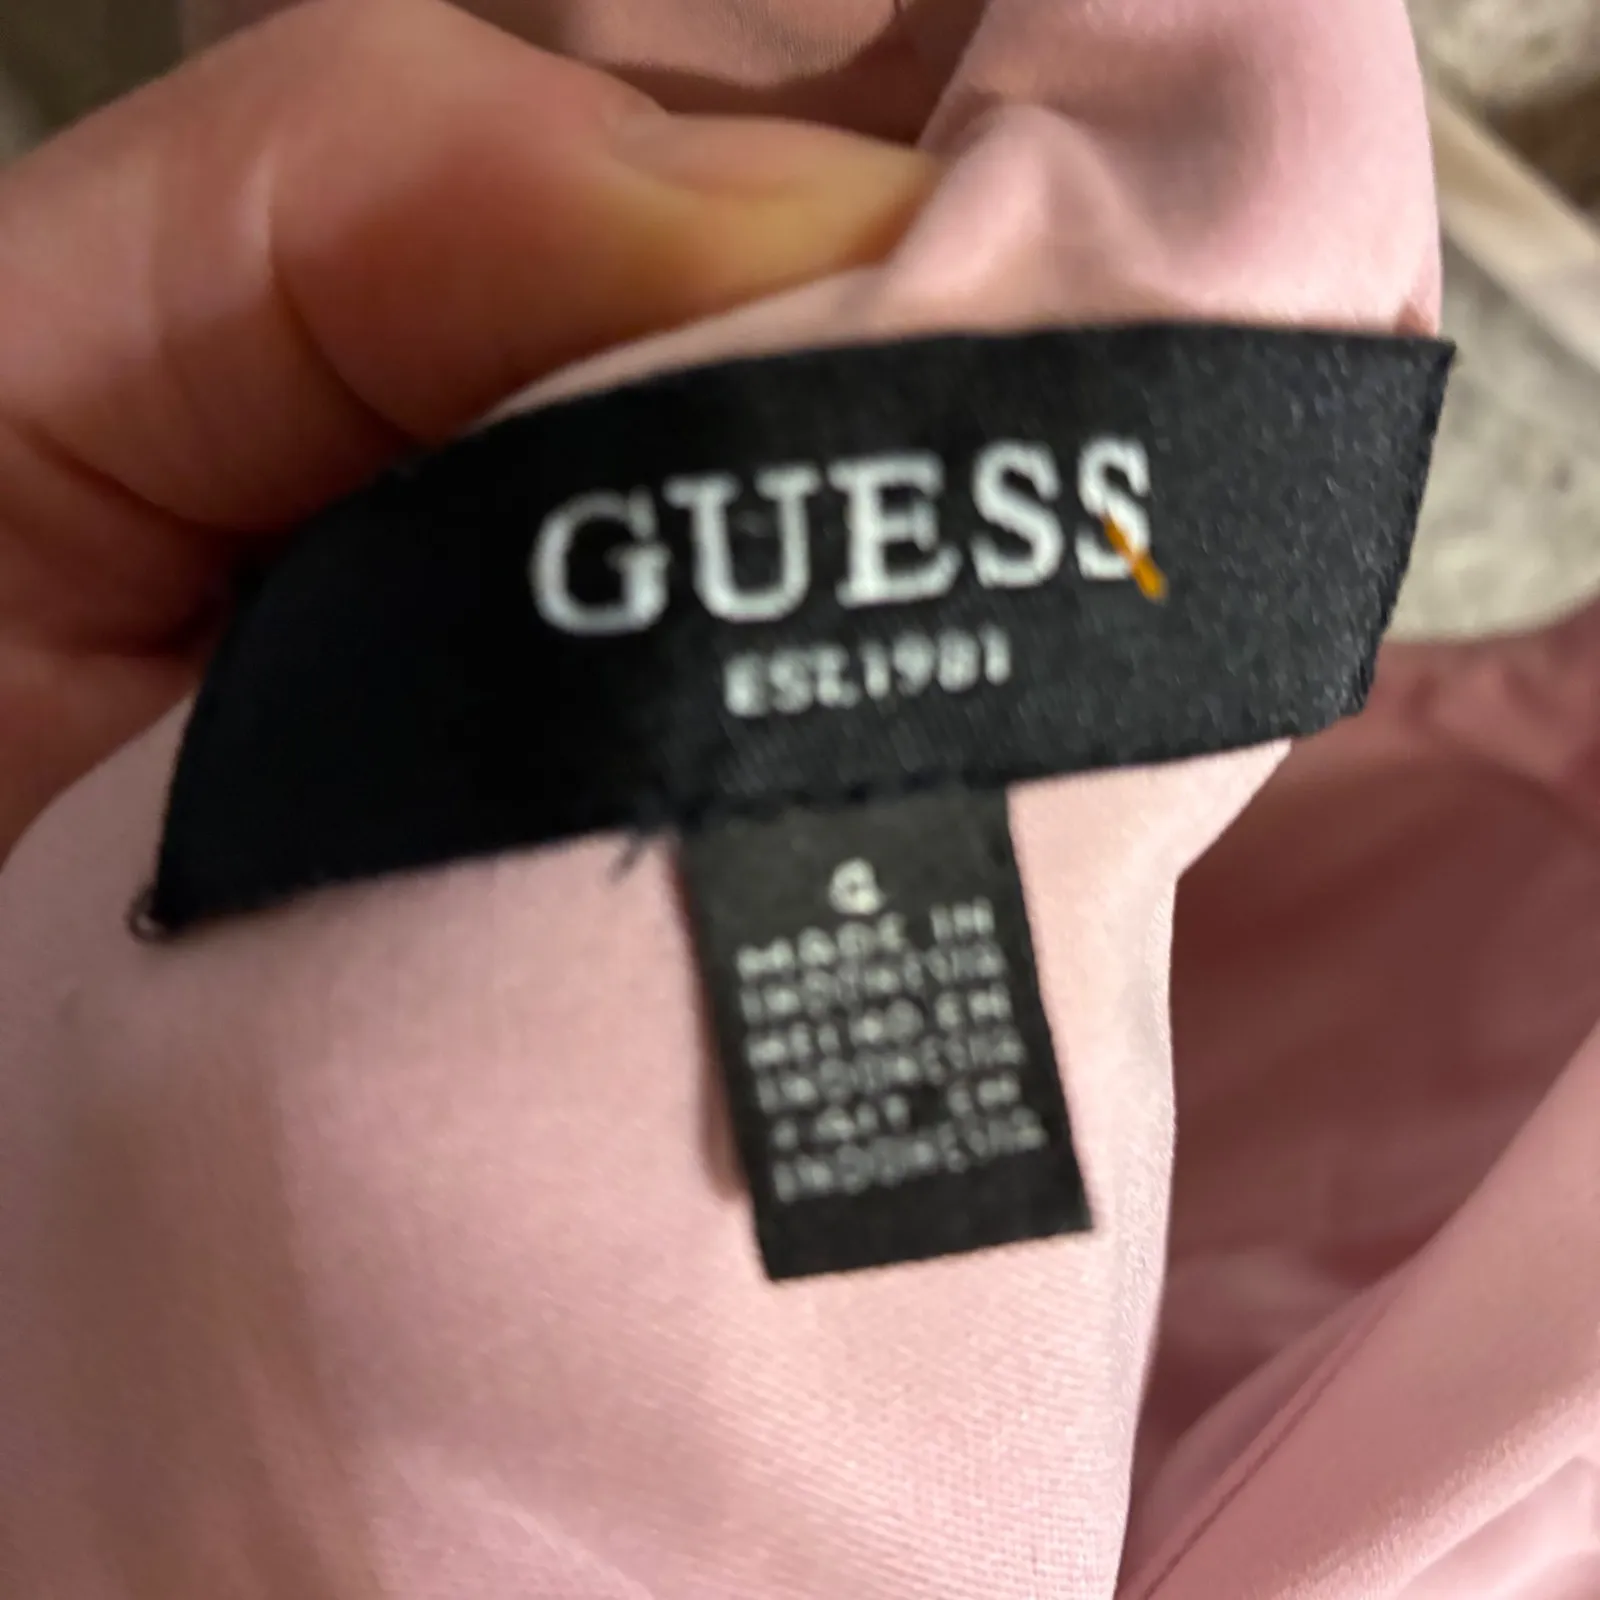 GUESS
EST.1981
MADE IN
INDONESIA
HECHO EN
INDONESIA
FAIT EN
INDONESIA